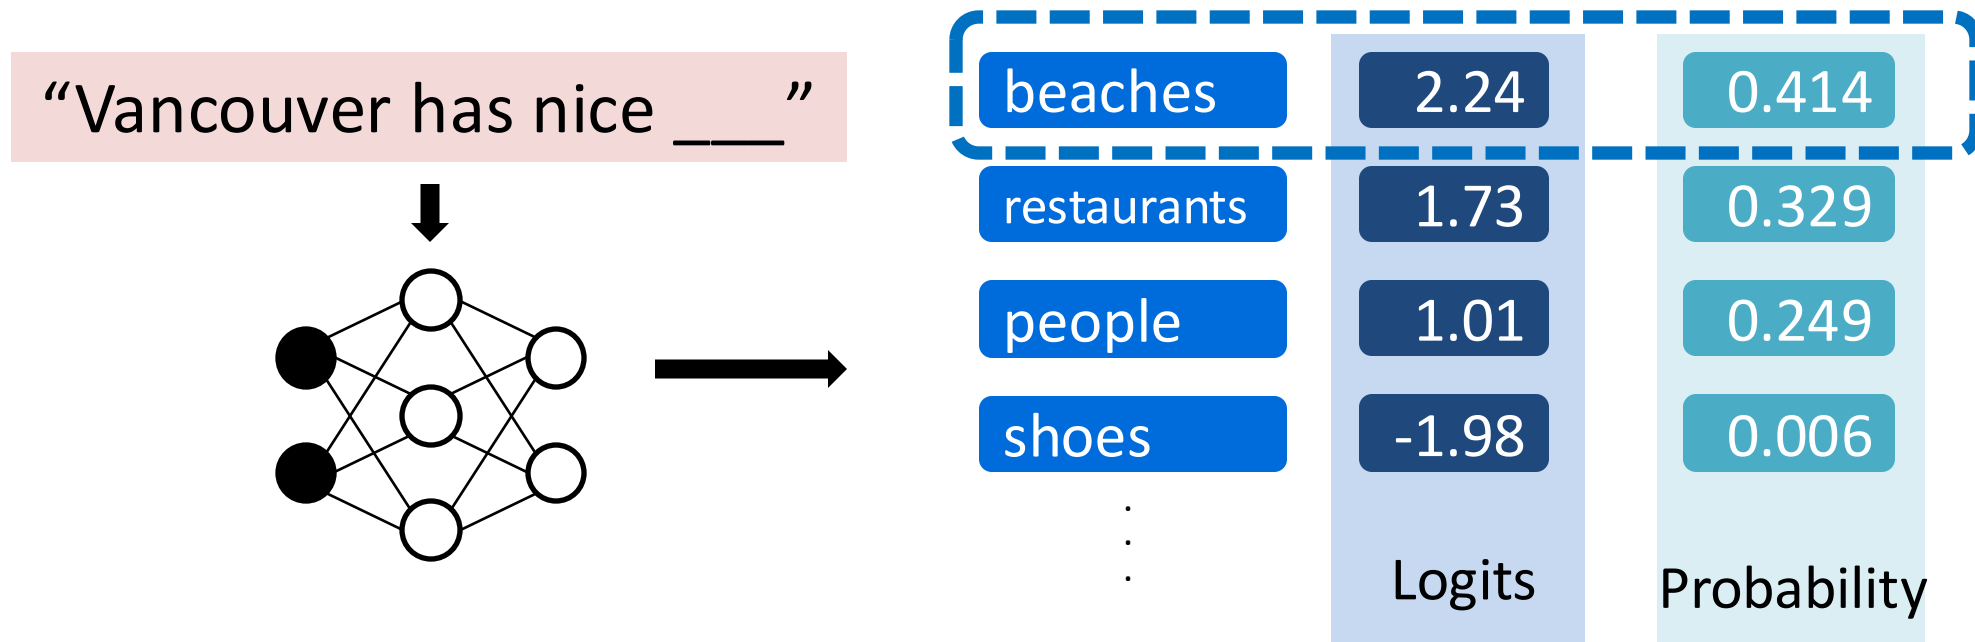 “Vancouver has nice ___”
beaches 2.24 0.414
restaurants 1.73 0.329
people 1.01 0.249
shoes -1.98 0.006
.
.
.
Logits Probability